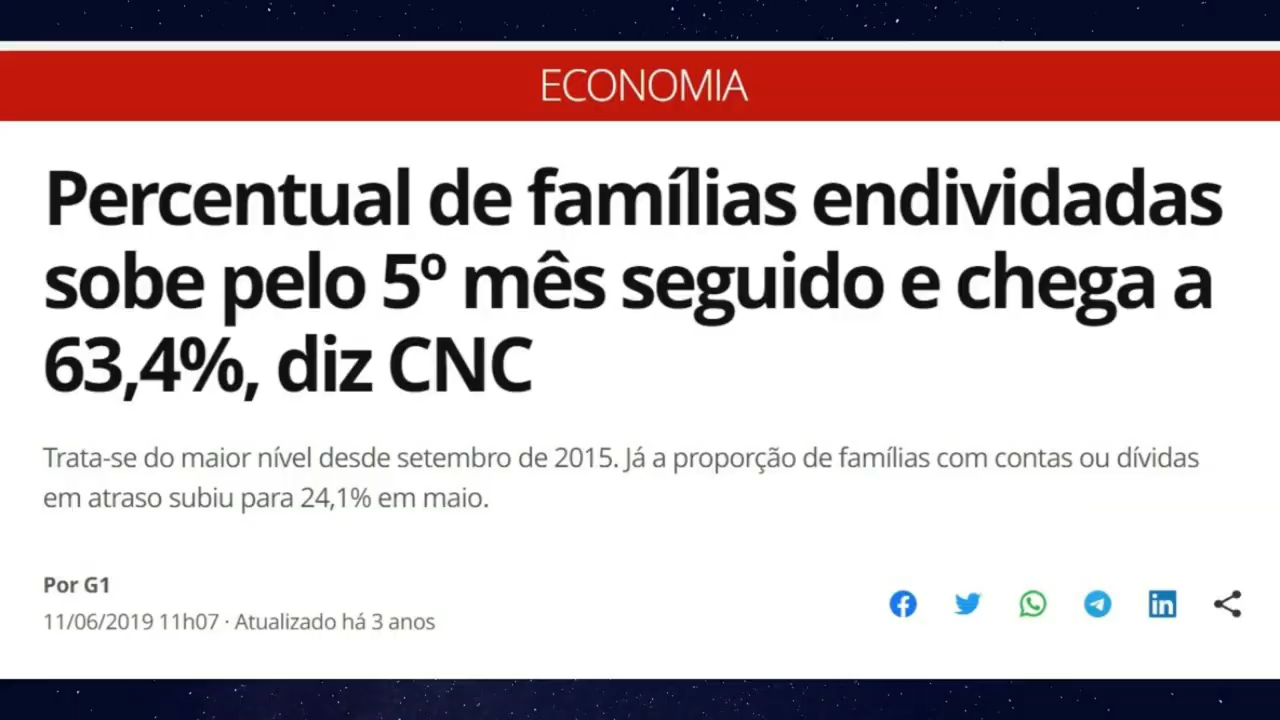 ECONOMIA
Percentual de famílias endividadas
sobe pelo 5º mês seguido e chega a
63,4%, diz CNC
Trata-se do maior nível desde setembro de 2015. Já a proporção de famílias com contas ou dívidas
em atraso subiu para 24,1% em maio.
Por G1
11/06/2019 11h07 · Atualizado há 3 anos
in